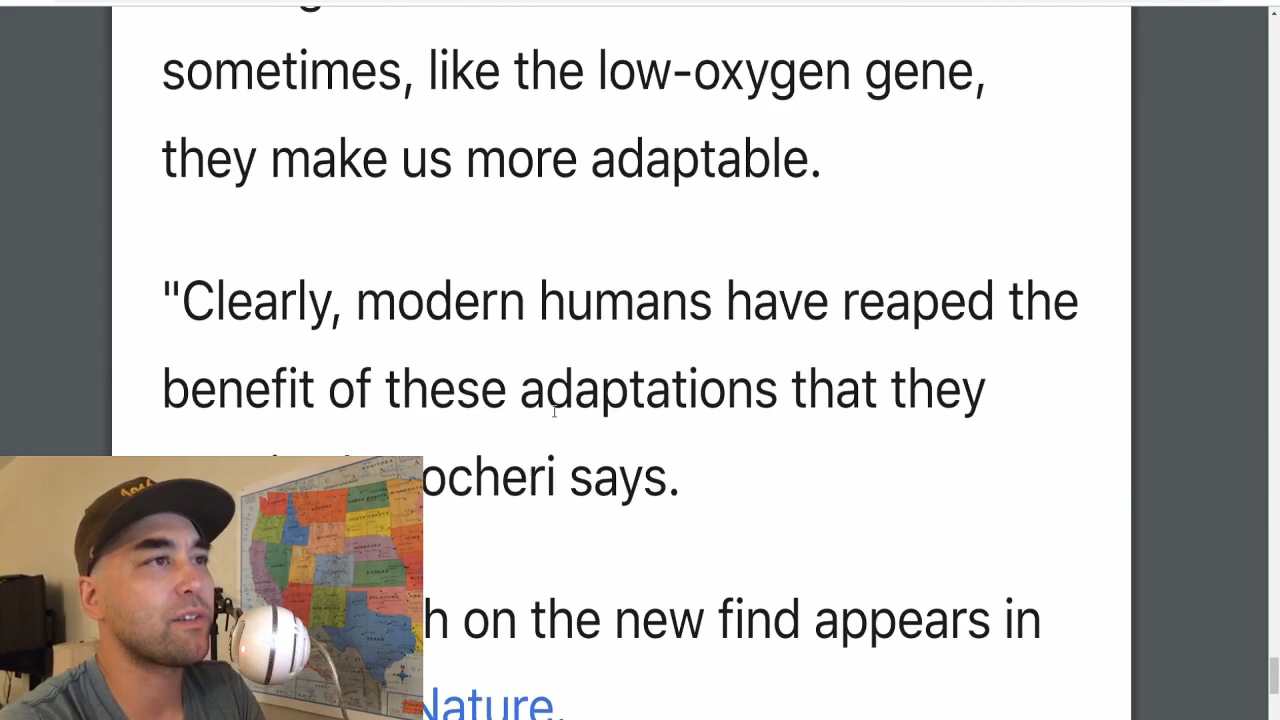 sometimes, like the low-oxygen gene,
they make us more adaptable.
"Clearly, modern humans have reaped the
benefit of these adaptations that they
ocheri says.
h on the new find appears in
Nature.
TEXAS